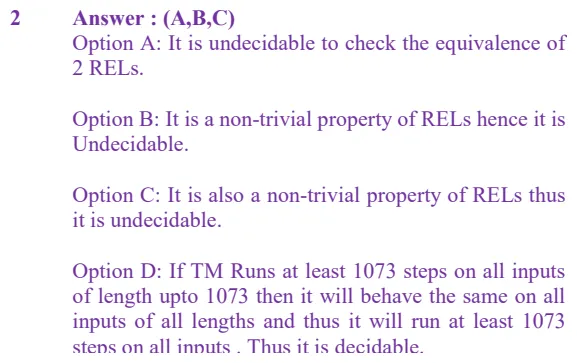 2 Answer : (A,B,C)
Option A: It is undecidable to check the equivalence of
2 RELs.
Option B: It is a non-trivial property of RELs hence it is
Undecidable.
Option C: It is also a non-trivial property of RELs thus
it is undecidable.
Option D: If TM Runs at least 1073 steps on all inputs
of length upto 1073 then it will behave the same on all
inputs of all lengths and thus it will run at least 1073
steps on all inputs . Thus it is decidable.